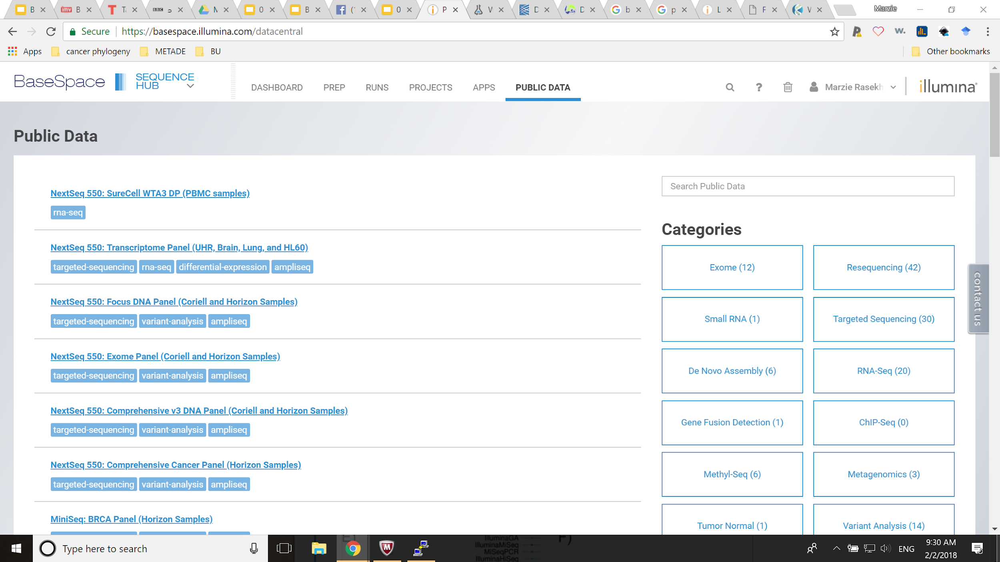 B
B
T
M
0
B
(
0
P
V
D
D
b
p
L
F
V
Marzie
Secure
https://basespace.illumina.com/datacentral
Apps
cancer phylogeny
METADE
BU
Other bookmarks
BaseSpace
SEQUENCE
HUB
DASHBOARD
PREP
RUNS
PROJECTS
APPS
PUBLIC DATA
Marzie Rasekh
illumina
Public Data
NextSeq 550: SureCell WTA3 DP (PBMC samples)
rna-seq
NextSeq 550: Transcriptome Panel (UHR, Brain, Lung, and HL60)
targeted-sequencing rna-seq differential-expression ampliseq
NextSeq 550: Focus DNA Panel (Coriell and Horizon Samples)
targeted-sequencing variant-analysis ampliseq
NextSeq 550: Exome Panel (Coriell and Horizon Samples)
targeted-sequencing variant-analysis ampliseq
NextSeq 550: Comprehensive v3 DNA Panel (Coriell and Horizon Samples)
targeted-sequencing variant-analysis ampliseq
NextSeq 550: Comprehensive Cancer Panel (Horizon Samples)
targeted-sequencing variant-analysis ampliseq
MiniSeq: BRCA Panel (Horizon Samples)
Search Public Data
Categories
Exome (12)
Resequencing (42)
Small RNA (1)
Targeted Sequencing (30)
De Novo Assembly (6)
RNA-Seq (20)
Gene Fusion Detection (1)
ChIP-Seq (0)
Methyl-Seq (6)
Metagenomics (3)
Tumor Normal (1)
Variant Analysis (14)
contact us
Type here to search
E)
IlluminaGA
IlluminaMiSeq
MiSeqPCR
IlluminaHiSeq
F)
ENG
9:30 AM
2/2/2018